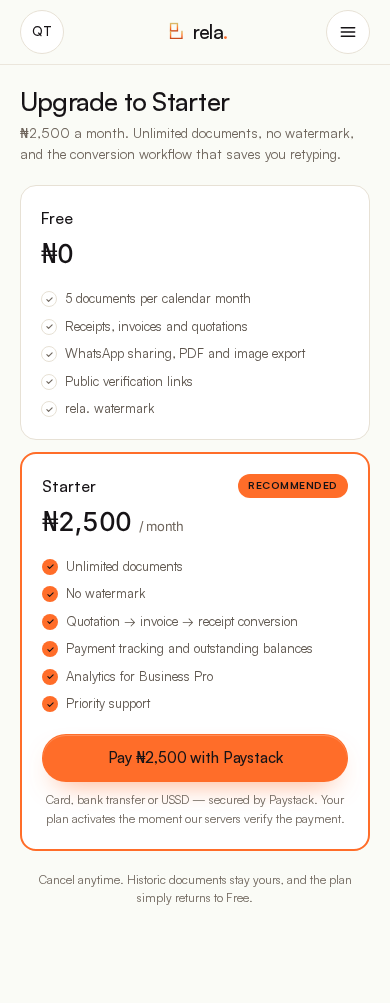 QT
rela.
Upgrade to Starter
₦2,500 a month. Unlimited documents, no watermark,
and the conversion workflow that saves you retyping.
Free
₦0
5 documents per calendar month
Receipts, invoices and quotations
WhatsApp sharing, PDF and image export
Public verification links
rela. watermark
Starter
RECOMMENDED
₦2,500 / month
Unlimited documents
No watermark
Quotation → invoice → receipt conversion
Payment tracking and outstanding balances
Analytics for Business Pro
Priority support
Pay ₦2,500 with Paystack
Card, bank transfer or USSD — secured by Paystack. Your
plan activates the moment our servers verify the payment.
Cancel anytime. Historic documents stay yours, and the plan
simply returns to Free.